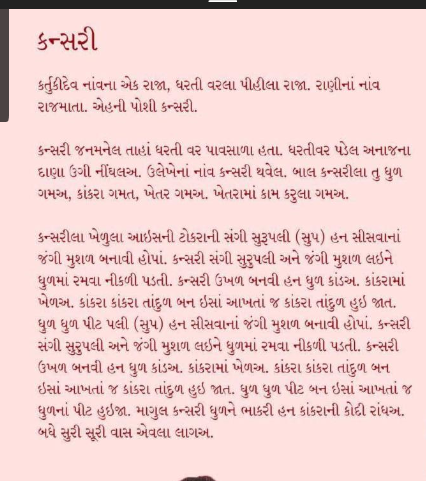 કન્સરી
કર્તુકીદેવ નાંવના એક રાજા, ધરતી વરલા પીહીલા રાજા. રાણીનાં નાંવ
રાજમાતા. એહની પોશી કન્સરી.
કન્સરી જનમનેલ તાહાં ધરતી વર પાવસાળા હતા. ધરતીવર પડેલ અનાજના
દાણા ઉગી નીંઘલઅ. ઉલેખેનાં નાંવ કન્સરી થવેલ. બાલ કન્સરીલા તુ ધુળ
ગમઅ, કાંકરા ગમત, ખેતર ગમઅ. ખેતરામાં કામ કરુલા ગમઅ.
કન્સરીલા ખેળુલા આઇસની ટોકરાની સંગી સુરૂપલી (સુપ) હન સીસવાનાં
જંગી મુશળ બનાવી હોપાં. કન્સરી સંગી સુરુપલી અને જંગી મુશળ લઇને
ધુળમાં રમવા નીકળી પડતી. કન્સરી ઉખળ બનવી હન ધુળ કાંડઅ. કાંકરામાં
ખેળઅ. કાંકરા કાંકરા તાંદુળ બન ઇસાં આખતાં જ કાંકરા તાંદુળ હુઇ જાત.
ધુળ ધુળ પીટ પલી (સુપ) હન સીસવાનાં જંગી મુશળ બનાવી હોપાં. કન્સરી
સંગી સુરુપલી અને જંગી મુશળ લઇને ધુળમાં રમવા નીકળી પડતી. કન્સરી
ઉખળ બનવી હન ધુળ કાંડઅ. કાંકરામાં ખેળઅ. કાંકરા કાંકરા તાંદુળ બન
ઇસાં આખતાં જ કાંકરા તાંદુળ હુઇ જાત. ધુળ ધુળ પીટ બન ઇસાં આખતાં જ
ધુળનાં પીટ હુઇજા. માગુલ કન્સરી ધુળને ભાકરી હન કાંકરાની કોદી રાંધઅ.
બધે સુરી સૂરી વાસ એવલા લાગઅ.